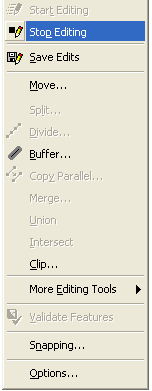 Start Editing
Stop Editing
Save Edits
Move...
Split...
Divide...
Buffer...
Copy Parallel...
Merge...
Union
Intersect
Clip...
More Editing Tools
Validate Features
Snapping...
Options...